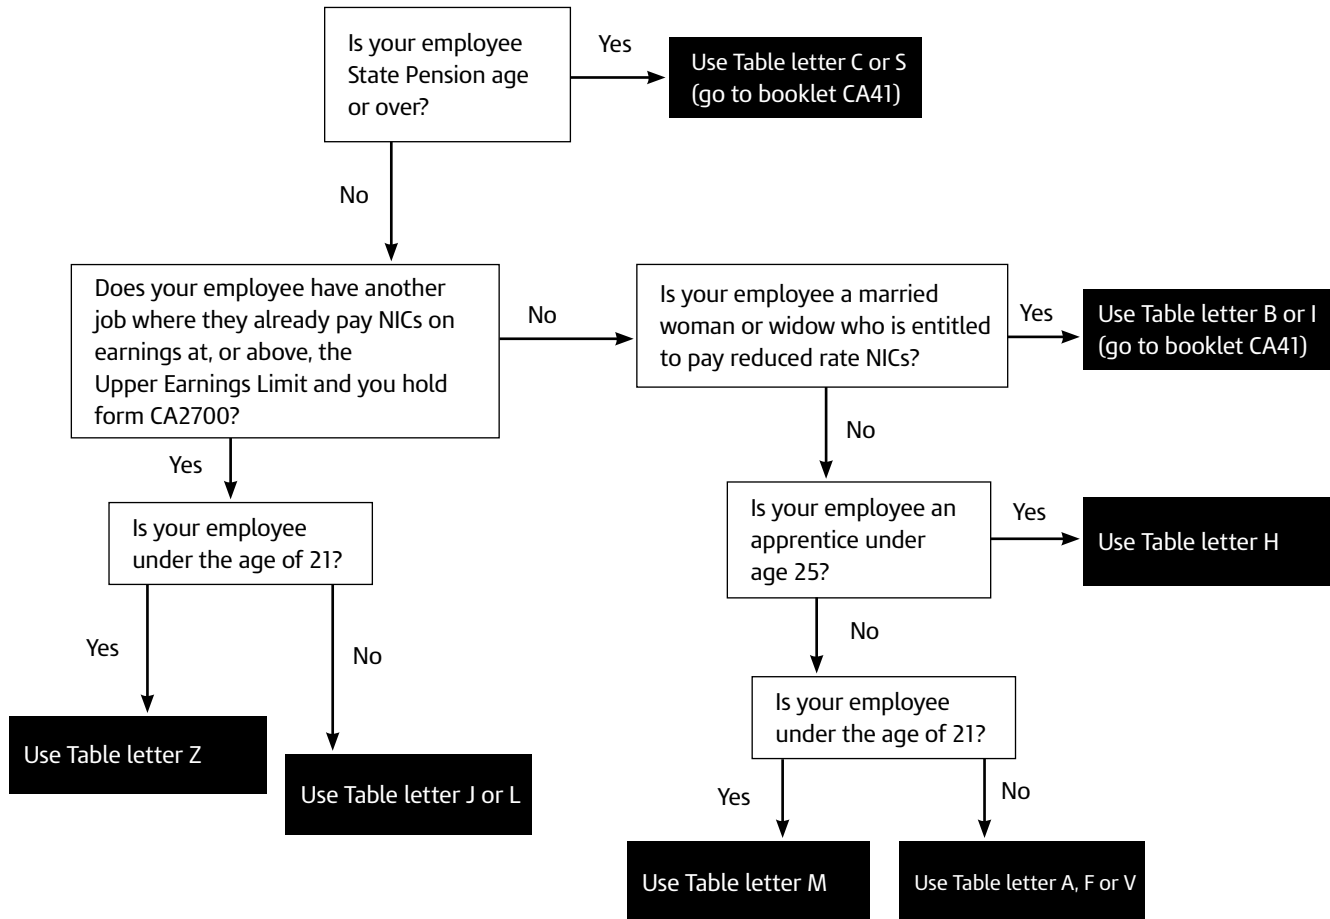 Is your employee
State Pension age
or over?
Yes
Use Table letter C or S
(go to booklet CA41)
No
Does your employee have another
job where they already pay NICs on
earnings at, or above, the
Upper Earnings Limit and you hold
form CA2700?
No
Is your employee a married
woman or widow who is entitled
to pay reduced rate NICs?
Yes
Use Table letter B or I
(go to booklet CA41)
Yes
No
Is your employee
under the age of 21?
Is your employee an
apprentice under
age 25?
Yes
Use Table letter H
Yes
No
No
Use Table letter Z
Use Table letter J or L
Is your employee
under the age of 21?
Yes
No
Use Table letter M
Use Table letter A, F or V